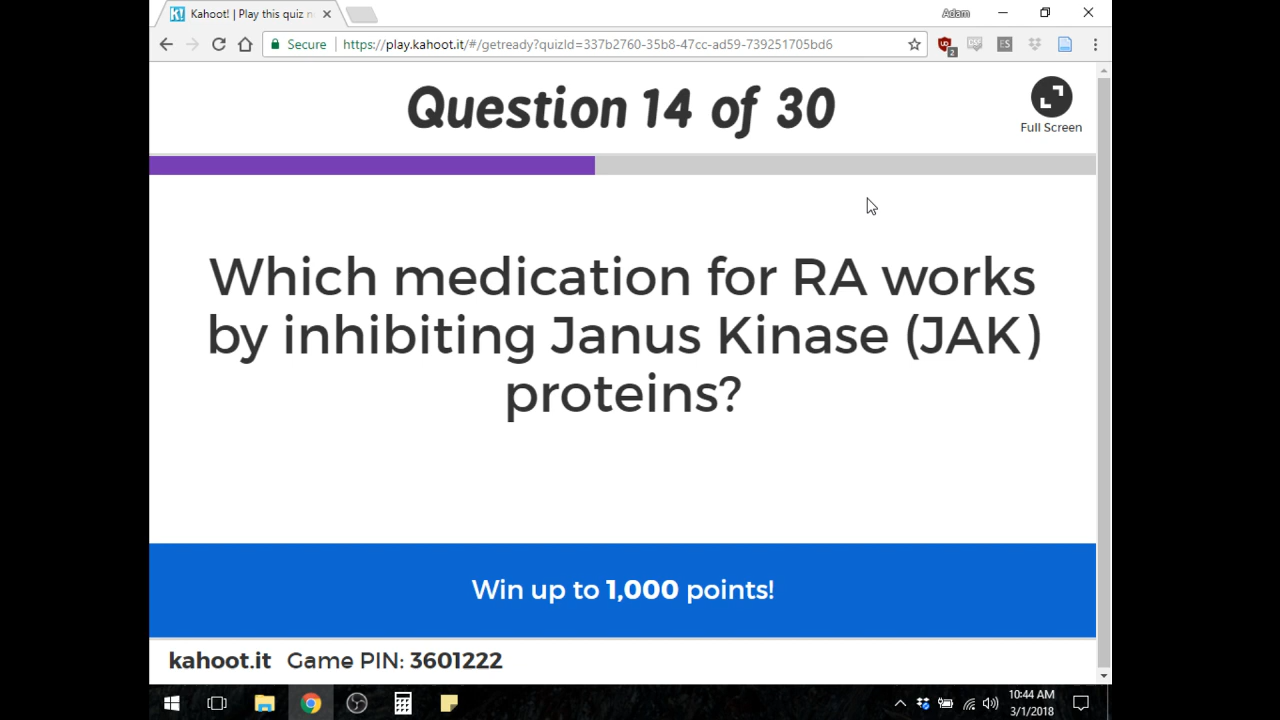 Kahoot! | Play this quiz n
Adam
Secure
https://play.kahoot.it/#/getready?quizId=337b2760-35b8-47cc-ad59-739251705bd6
2
ES
Question 14 of 30
Full Screen
Which medication for RA works
by inhibiting Janus Kinase (JAK)
proteins?
Win up to 1,000 points!
kahoot.it Game PIN: 3601222
10:44 AM
3/1/2018